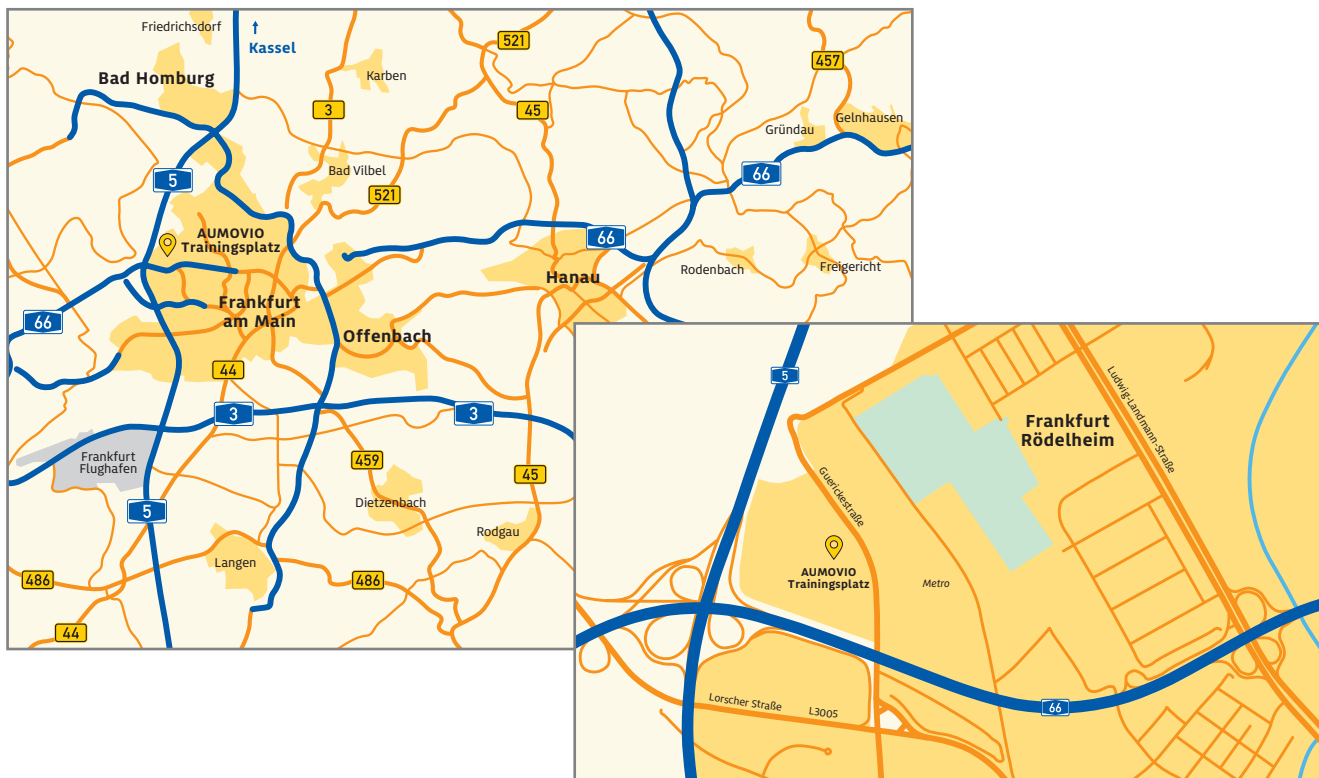 Friedrichsdorf
Kassel
521
457
Bad Homburg
Karben
3
45
Gelnhausen
Gründau
Bad Vilbel
66
5
521
AUMOVIO
Trainingsplatz
66
Rodenbach
Freigericht
Hanau
Frankfurt
am Main
66
Offenbach
44
3
3
Frankfurt
Flughafen
459
45
Dietzenbach
5
Rodgau
Langen
486
486
44
5
Ludwig-Landmann-Straße
Frankfurt
Rödelheim
Guerickestraße
AUMOVIO
Trainingsplatz
Metro
Lorscher Straße
L3005
66